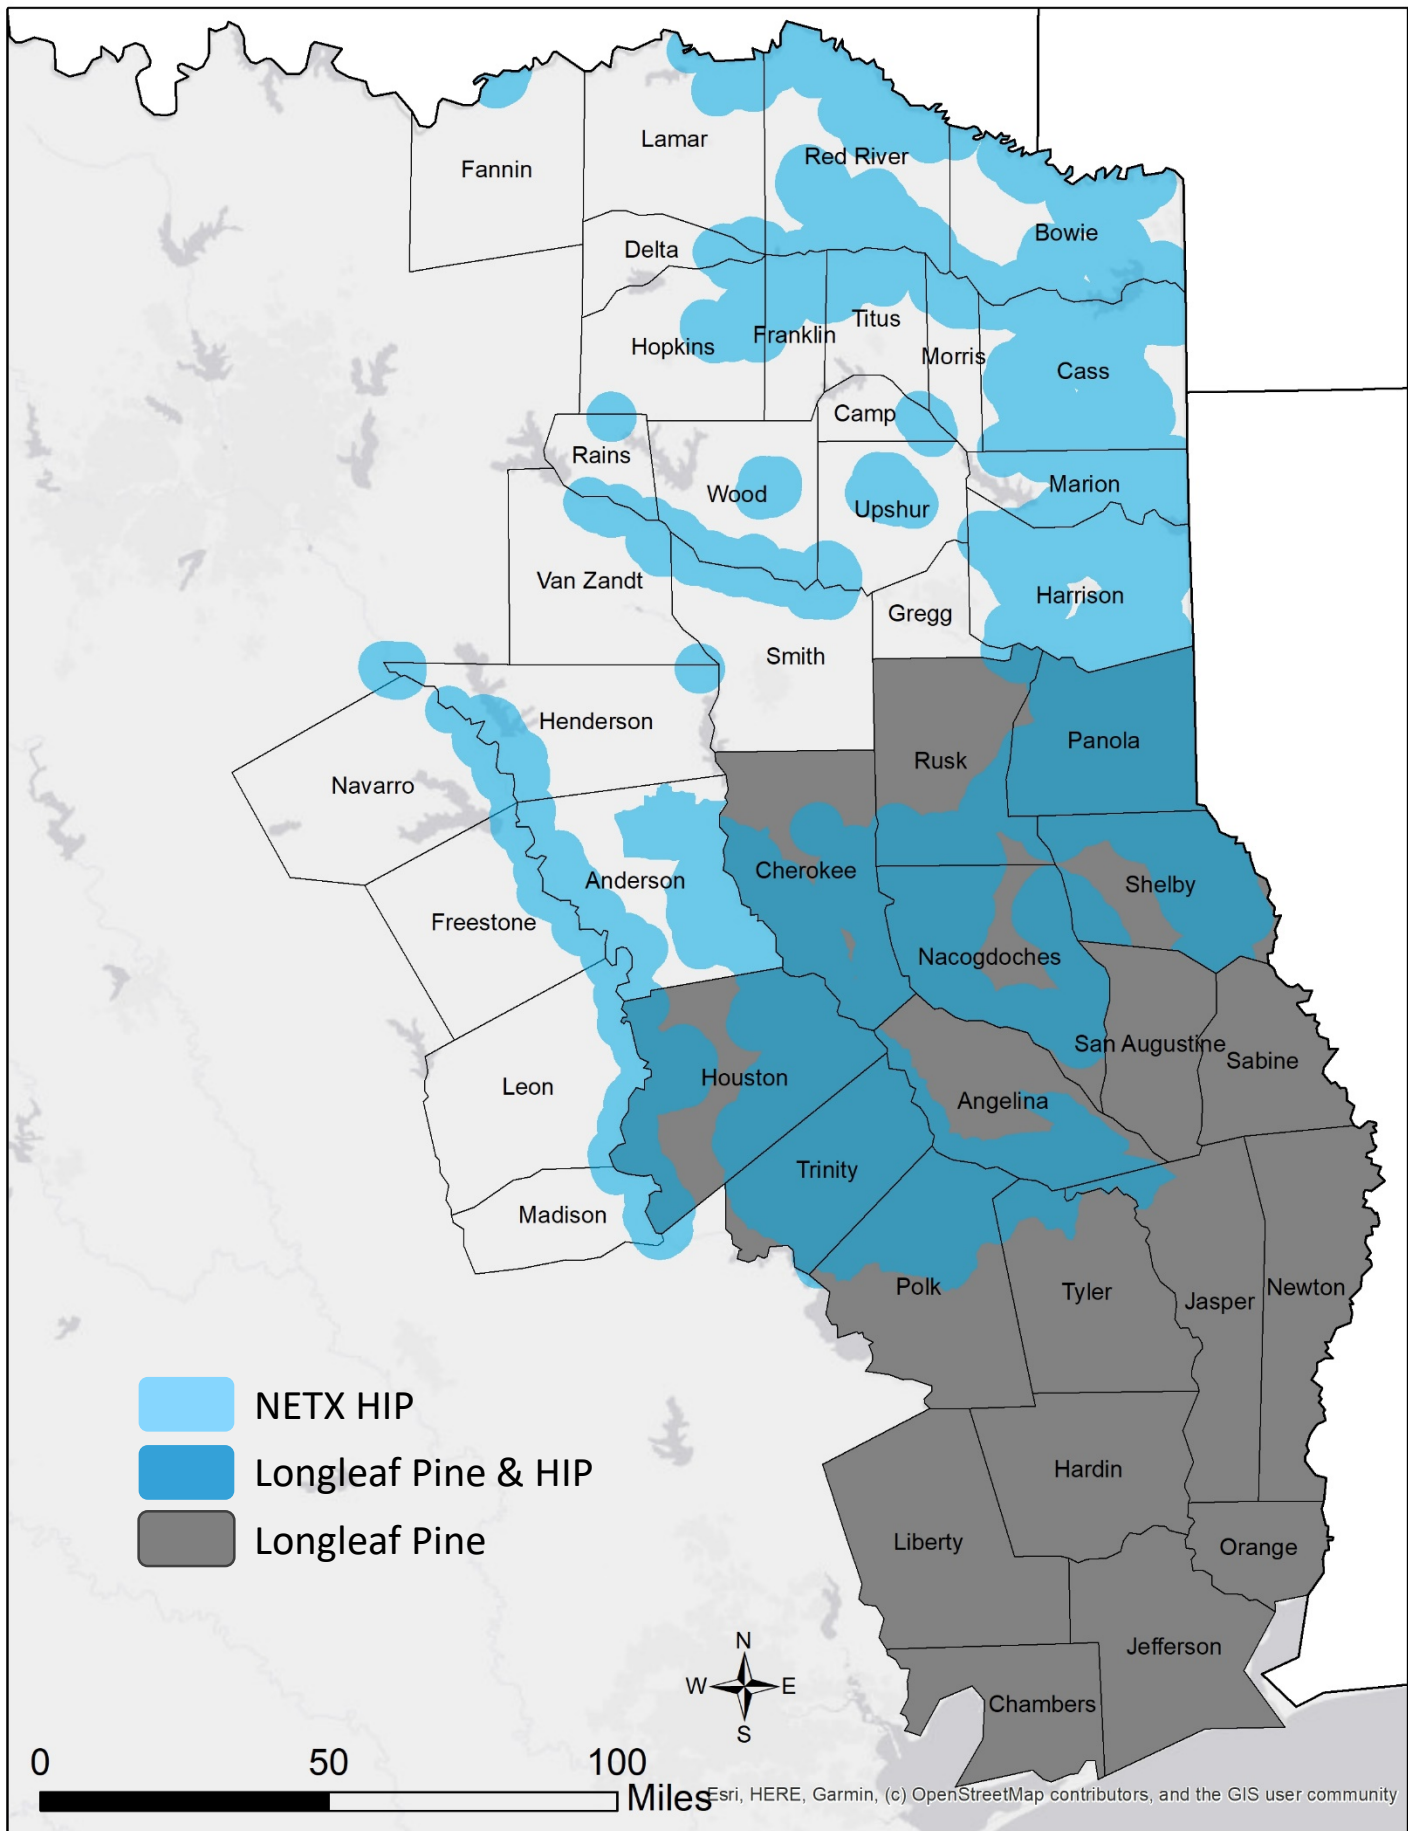 Fannin
Lamar
Red River
Bowie
Delta
Hopkins
Franklin
Titus
Morris
Cass
Camp
Rains
Wood
Upshur
Marion
Van Zandt
Harrison
Gregg
Smith
Henderson
Navarro
Rusk
Panola
Anderson
Cherokee
Shelby
Freestone
Nacogdoches
Leon
Houston
San Augustine
Sabine
Angelina
Trinity
Madison
Polk
Tyler
Jasper
Newton
NETX HIP
Longleaf Pine & HIP
Longleaf Pine
Hardin
Liberty
Orange
Jefferson
Chambers
N
W E
S
0 50 100
Miles
Esri, HERE, Garmin, (c) OpenStreetMap contributors, and the GIS user community